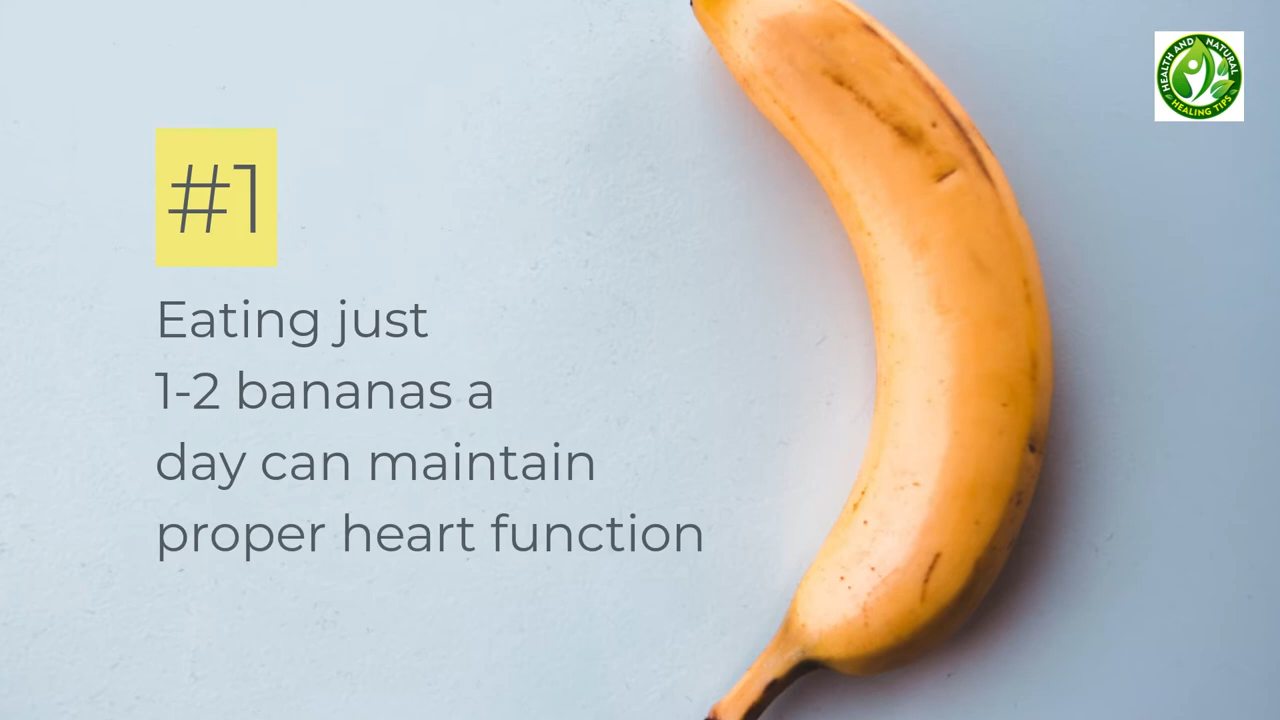 #1
Eating just
1-2 bananas a
day can maintain
proper heart function
HEALTH AND NATURAL
HEALING TIPS